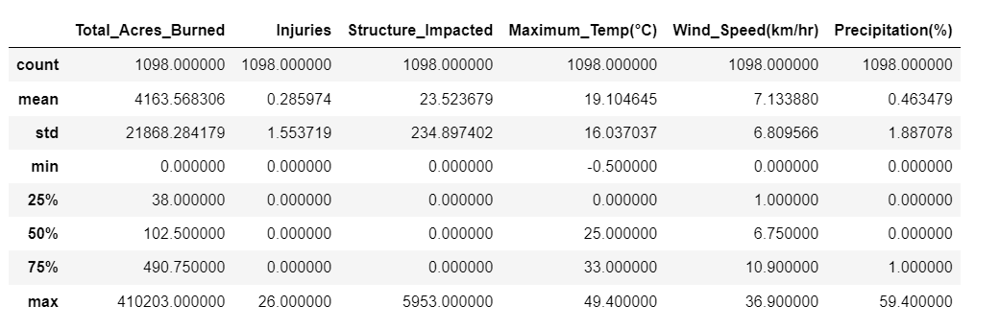 Total_Acres_Burned Injuries Structure_Impacted Maximum_Temp(°C) Wind_Speed(km/hr) Precipitation(%)
count 1098.000000 1098.000000 1098.000000 1098.000000 1098.000000 1098.000000
mean 4163.568306 0.285974 23.523679 19.104645 7.133880 0.463479
std 21868.284179 1.553719 234.897402 16.037037 6.809566 1.887078
min 0.000000 0.000000 0.000000 -0.500000 0.000000 0.000000
25% 38.000000 0.000000 0.000000 0.000000 1.000000 0.000000
50% 102.500000 0.000000 0.000000 25.000000 6.750000 0.000000
75% 490.750000 0.000000 0.000000 33.000000 10.900000 1.000000
max 410203.000000 26.000000 5953.000000 49.400000 36.900000 59.400000